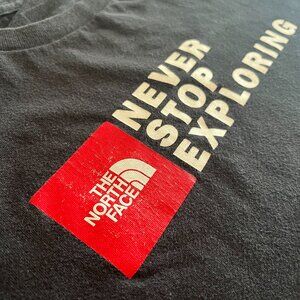 NEVER
STOP
EXPLORING
THE
NORTH
FACE